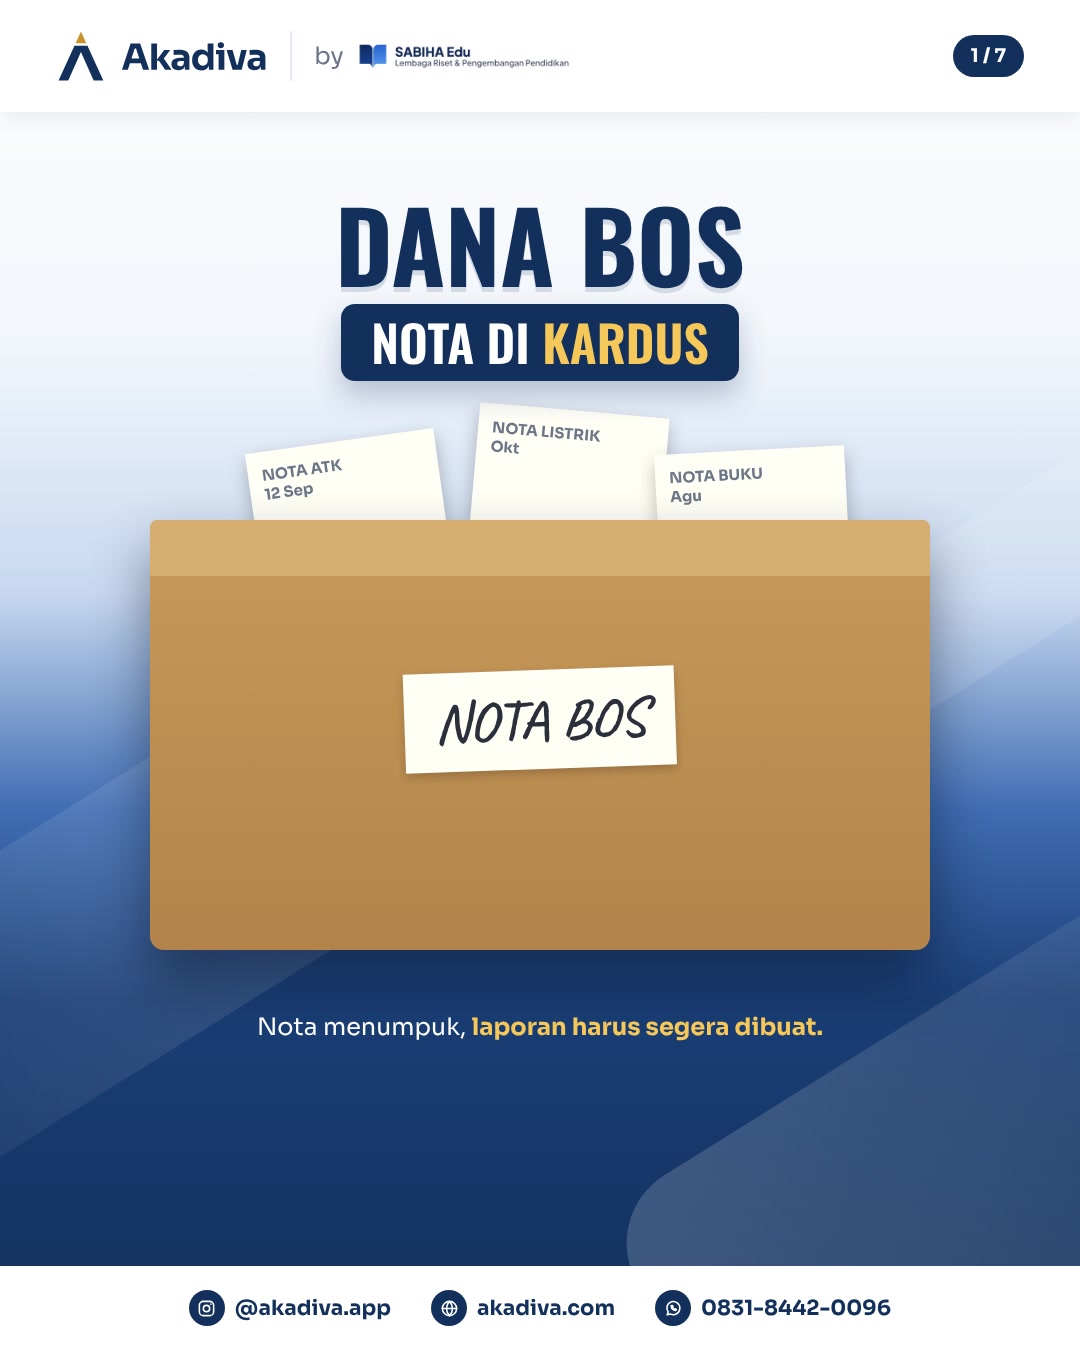 Akadiva
by
SABIHA Edu
Lembaga Riset & Pengembangan Pendidikan
1 / 7
DANA BOS
NOTA DI KARDUS
NOTA ATK
12 Sep
NOTA LISTRIK
Okt
NOTA BUKU
Agu
NOTA BOS
Nota menumpuk, laporan harus segera dibuat.
@akadiva.app
akadiva.com
0831-8442-0096